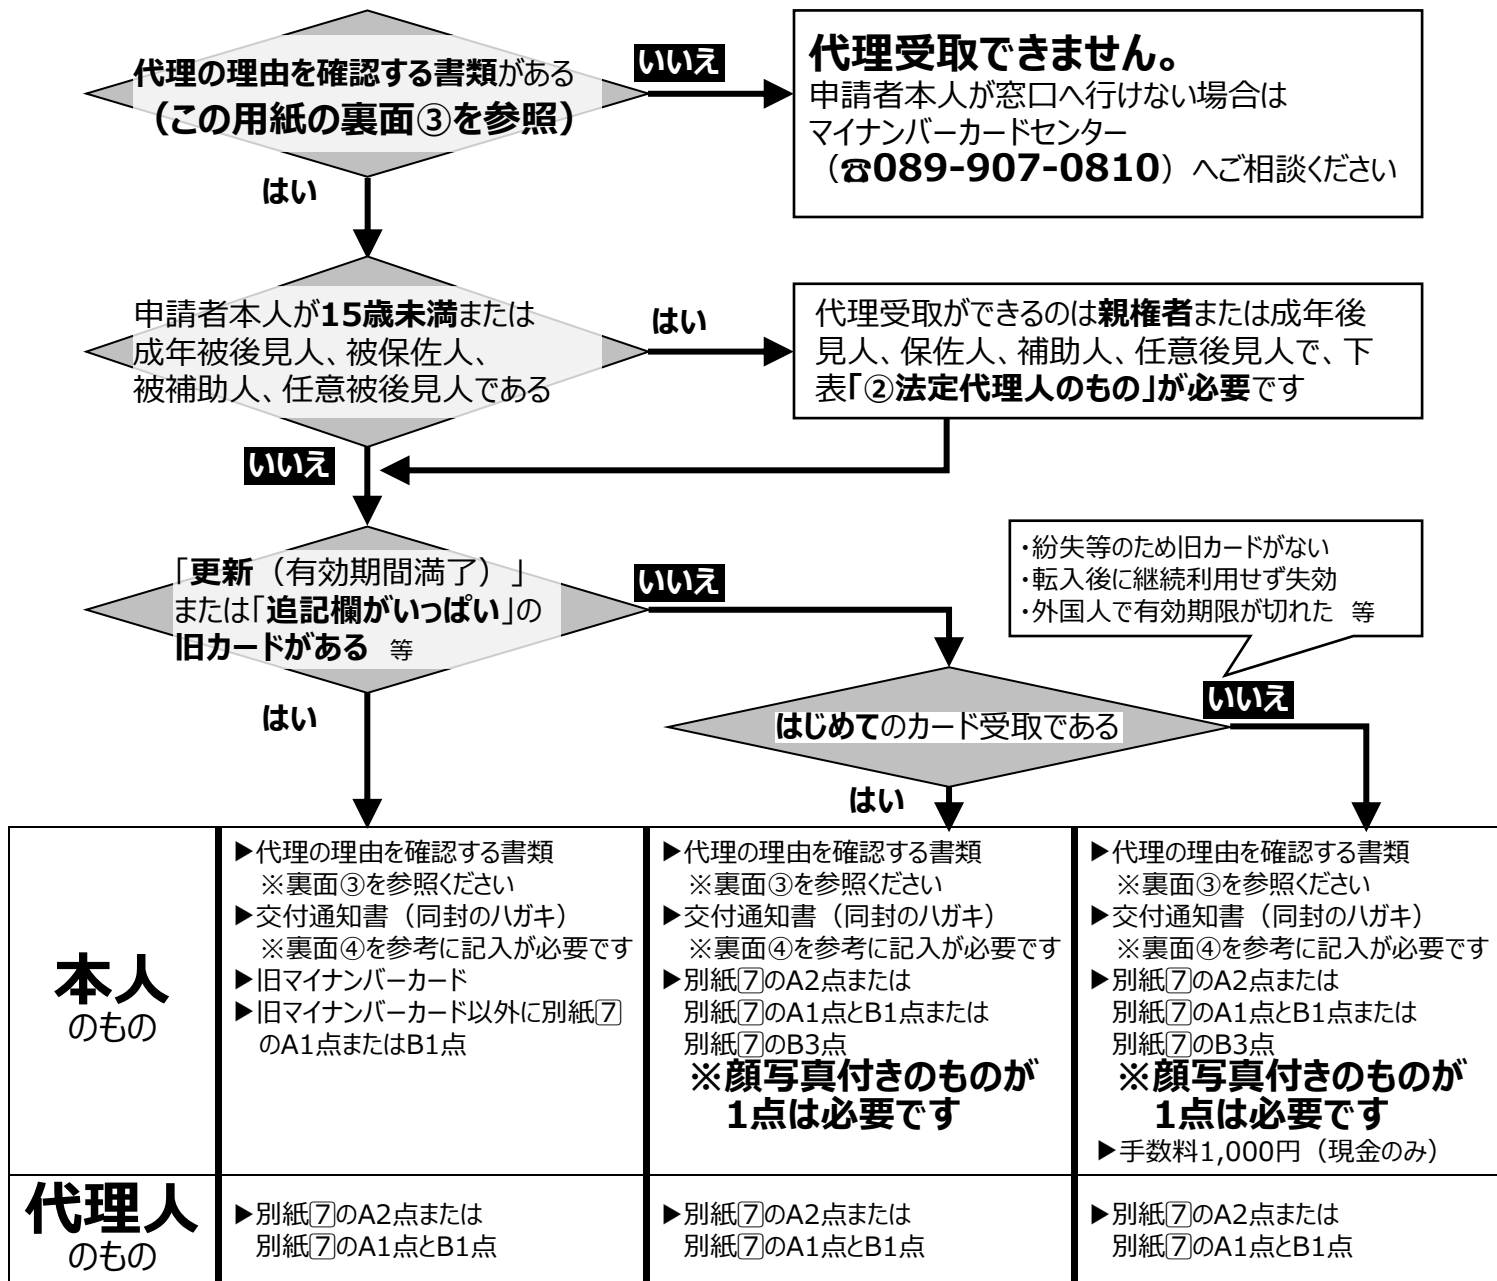 代理の理由を確認する書類がある
（この用紙の裏面③を参照）
いいえ
代理受取できません。
申請者本人が窓口へ行けない場合は
マイナンバーカードセンター
（☎089-907-0810）へご相談ください
はい
申請者本人が15歳未満または
成年被後見人、被保佐人、
被補助人、任意被後見人である
はい
代理受取ができるのは親権者または成年後
見人、保佐人、補助人、任意後見人で、下
表「②法定代理人のもの」が必要です
いいえ
「更新（有効期間満了）」
または「追記欄がいっぱい」の
旧カードがある 等
いいえ
・紛失等のため旧カードがない
・転入後に継続利用せず失効
・外国人で有効期限が切れた 等
はい
はじめてのカード受取である
いいえ
はい
本人
のもの
▶代理の理由を確認する書類
※裏面③を参照ください
▶交付通知書（同封のハガキ）
※裏面④を参考に記入が必要です
▶旧マイナンバーカード
▶旧マイナンバーカード以外に別紙7
のA1点またはB1点
▶代理の理由を確認する書類
※裏面③を参照ください
▶交付通知書（同封のハガキ）
※裏面④を参考に記入が必要です
▶別紙7のA2点または
別紙7のA1点とB1点または
別紙7のB3点
※顔写真付きのものが
1点は必要です
▶代理の理由を確認する書類
※裏面③を参照ください
▶交付通知書（同封のハガキ）
※裏面④を参考に記入が必要です
▶別紙7のA2点または
別紙7のA1点とB1点または
別紙7のB3点
※顔写真付きのものが
1点は必要です
▶手数料1,000円（現金のみ）
代理人
のもの
▶別紙7のA2点または
別紙7のA1点とB1点
▶別紙7のA2点または
別紙7のA1点とB1点
▶別紙7のA2点または
別紙7のA1点とB1点